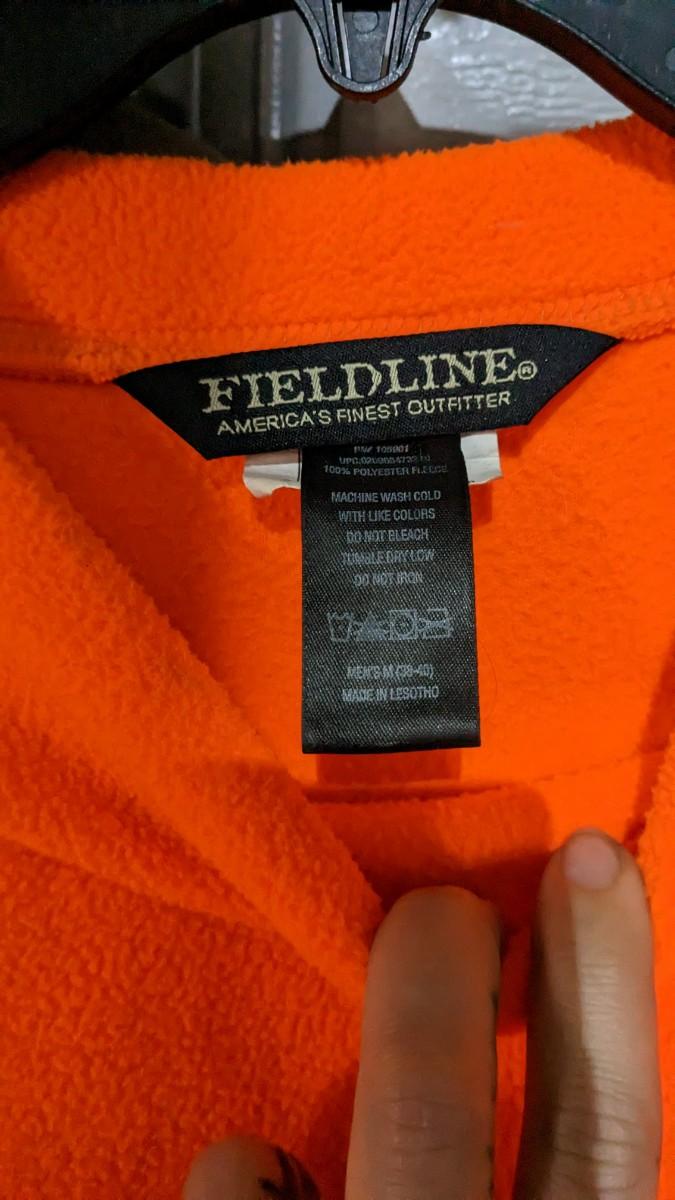 FIELDLINE®
AMERICA'S FINEST OUTFITTER
100% POLYESTER FLEECE
MACHINE WASH COLD
WITH LIKE COLORS
DO NOT BLEACH
TUMBLE DRY LOW
DO NOT IRON
MEN'S M (38-40)
MADE IN LESOTHO